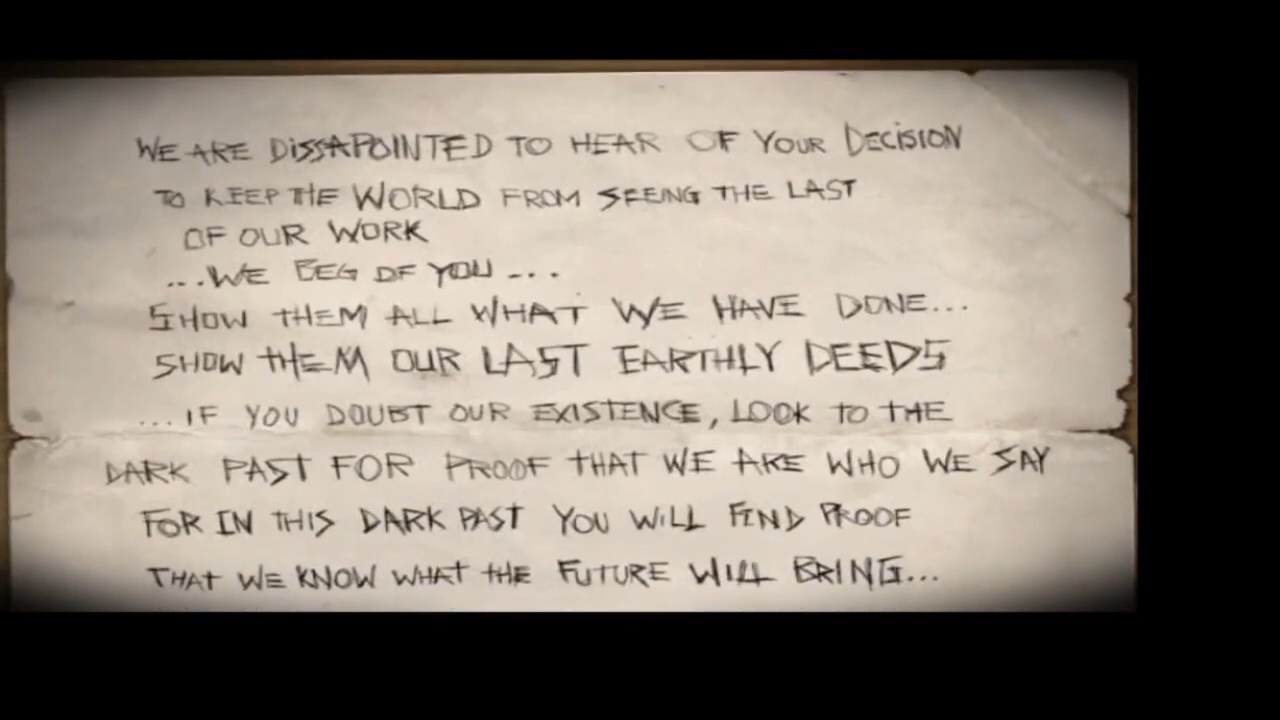 WE ARE DISSAPOINTED TO HEAR OF YOUR DECISION
TO KEEP THE WORLD FROM SEEING THE LAST
OF OUR WORK
...WE BEG OF YOU ...
SHOW THEM ALL WHAT WE HAVE DONE...
SHOW THEM OUR LAST EARTHLY DEEDS
...IF YOU DOUBT OUR EXISTENCE, LOOK TO THE
DARK PAST FOR PROOF THAT WE ARE WHO WE SAY
FOR IN THIS DARK PAST YOU WILL FIND PROOF
THAT WE KNOW WHAT THE FUTURE WILL BRING...